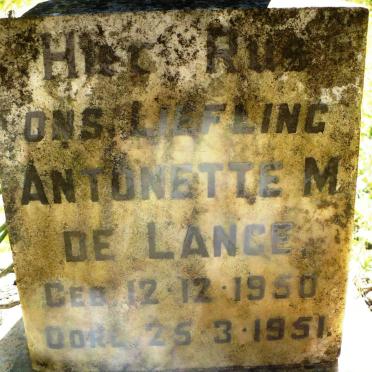 HIER RUS
ONS LIEFLING
ANTONETTE M
DE LANGE
GEB. 12·12·1950
OORL. 25·3·1951